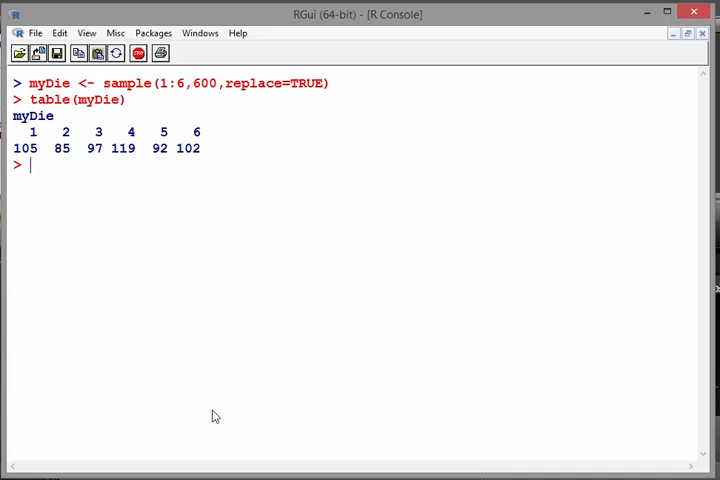 RGui (64-bit) - [R Console]
File Edit View Misc Packages Windows Help
STOP
> myDie <- sample(1:6,600,replace=TRUE)
> table(myDie)
myDie
1 2 3 4 5 6
105 85 97 119 92 102
>